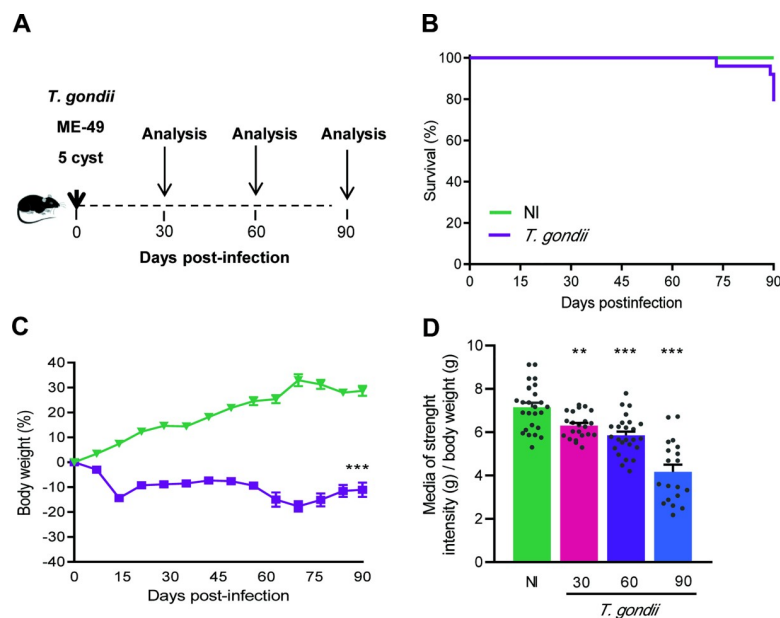 A
T. gondii
ME-49
5 cyst
Analysis Analysis Analysis
0 30 60 90
Days post-infection
B
100
80
60
40
20
0
Survival (%)
NI
T. gondii
0 15 30 45 60 75 90
Days postinfection
C
40
30
20
10
0
-10
-20
-30
-40
Body weight (%)
***
0 15 30 45 60 75 90
Days post-infection
D
10
8
6
4
2
0
Media of strenght
intensity (g) / body weight (g)
** *** ***
NI 30 60 90
T. gondii